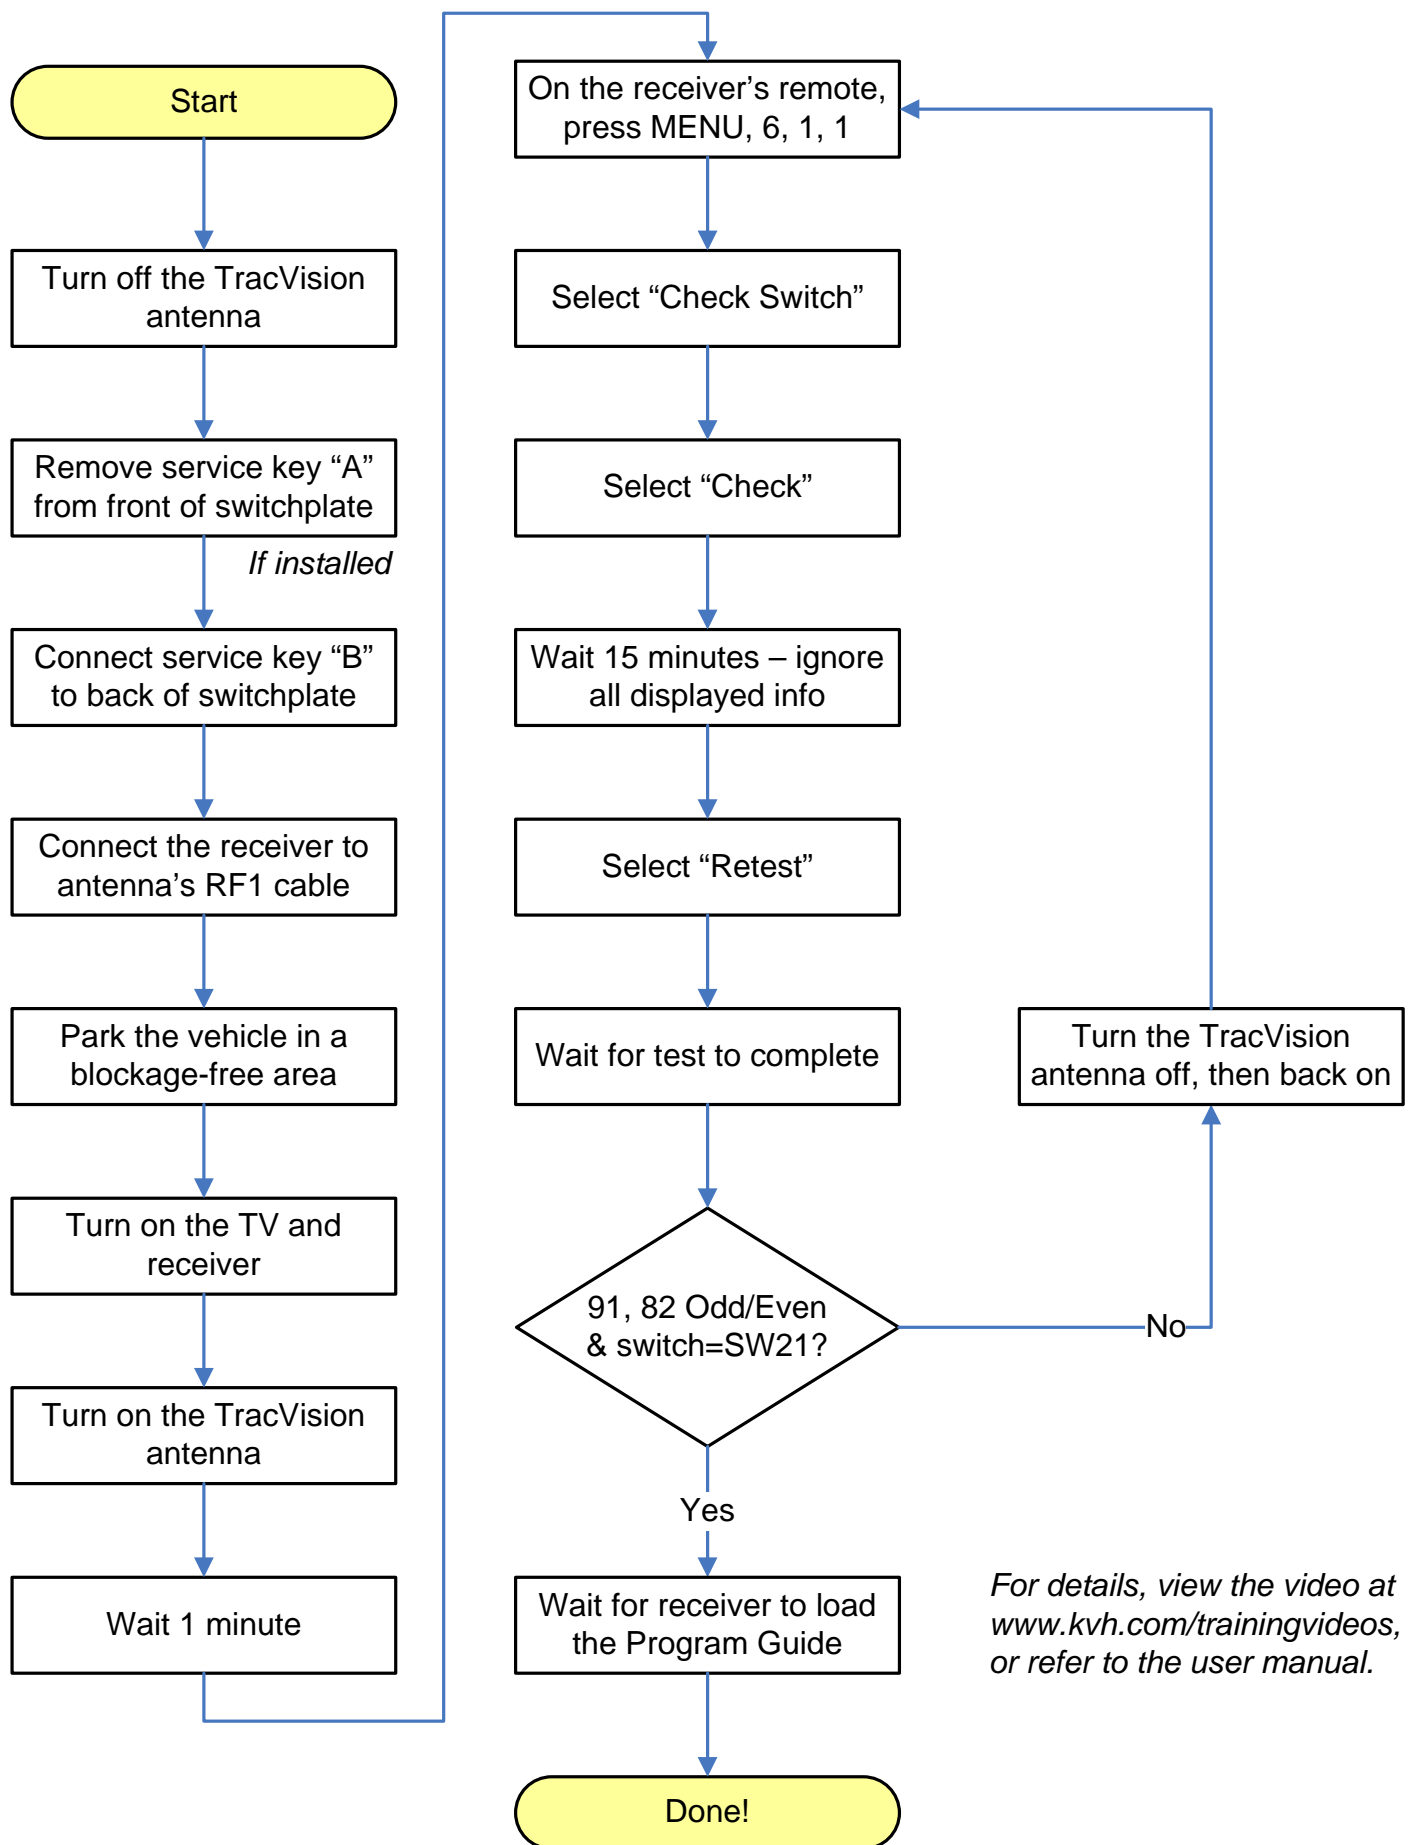 Start
Turn off the TracVision
antenna
Remove service key “A”
from front of switchplate
If installed
Connect service key “B”
to back of switchplate
Connect the receiver to
antenna’s RF1 cable
Park the vehicle in a
blockage-free area
Turn on the TV and
receiver
Turn on the TracVision
antenna
Wait 1 minute
On the receiver’s remote,
press MENU, 6, 1, 1
Select “Check Switch”
Select “Check”
Wait 15 minutes – ignore
all displayed info
Select “Retest”
Wait for test to complete
91, 82 Odd/Even
& switch=SW21?
No
Turn the TracVision
antenna off, then back on
Yes
Wait for receiver to load
the Program Guide
Done!
For details, view the video at
www.kvh.com/trainingvideos,
or refer to the user manual.